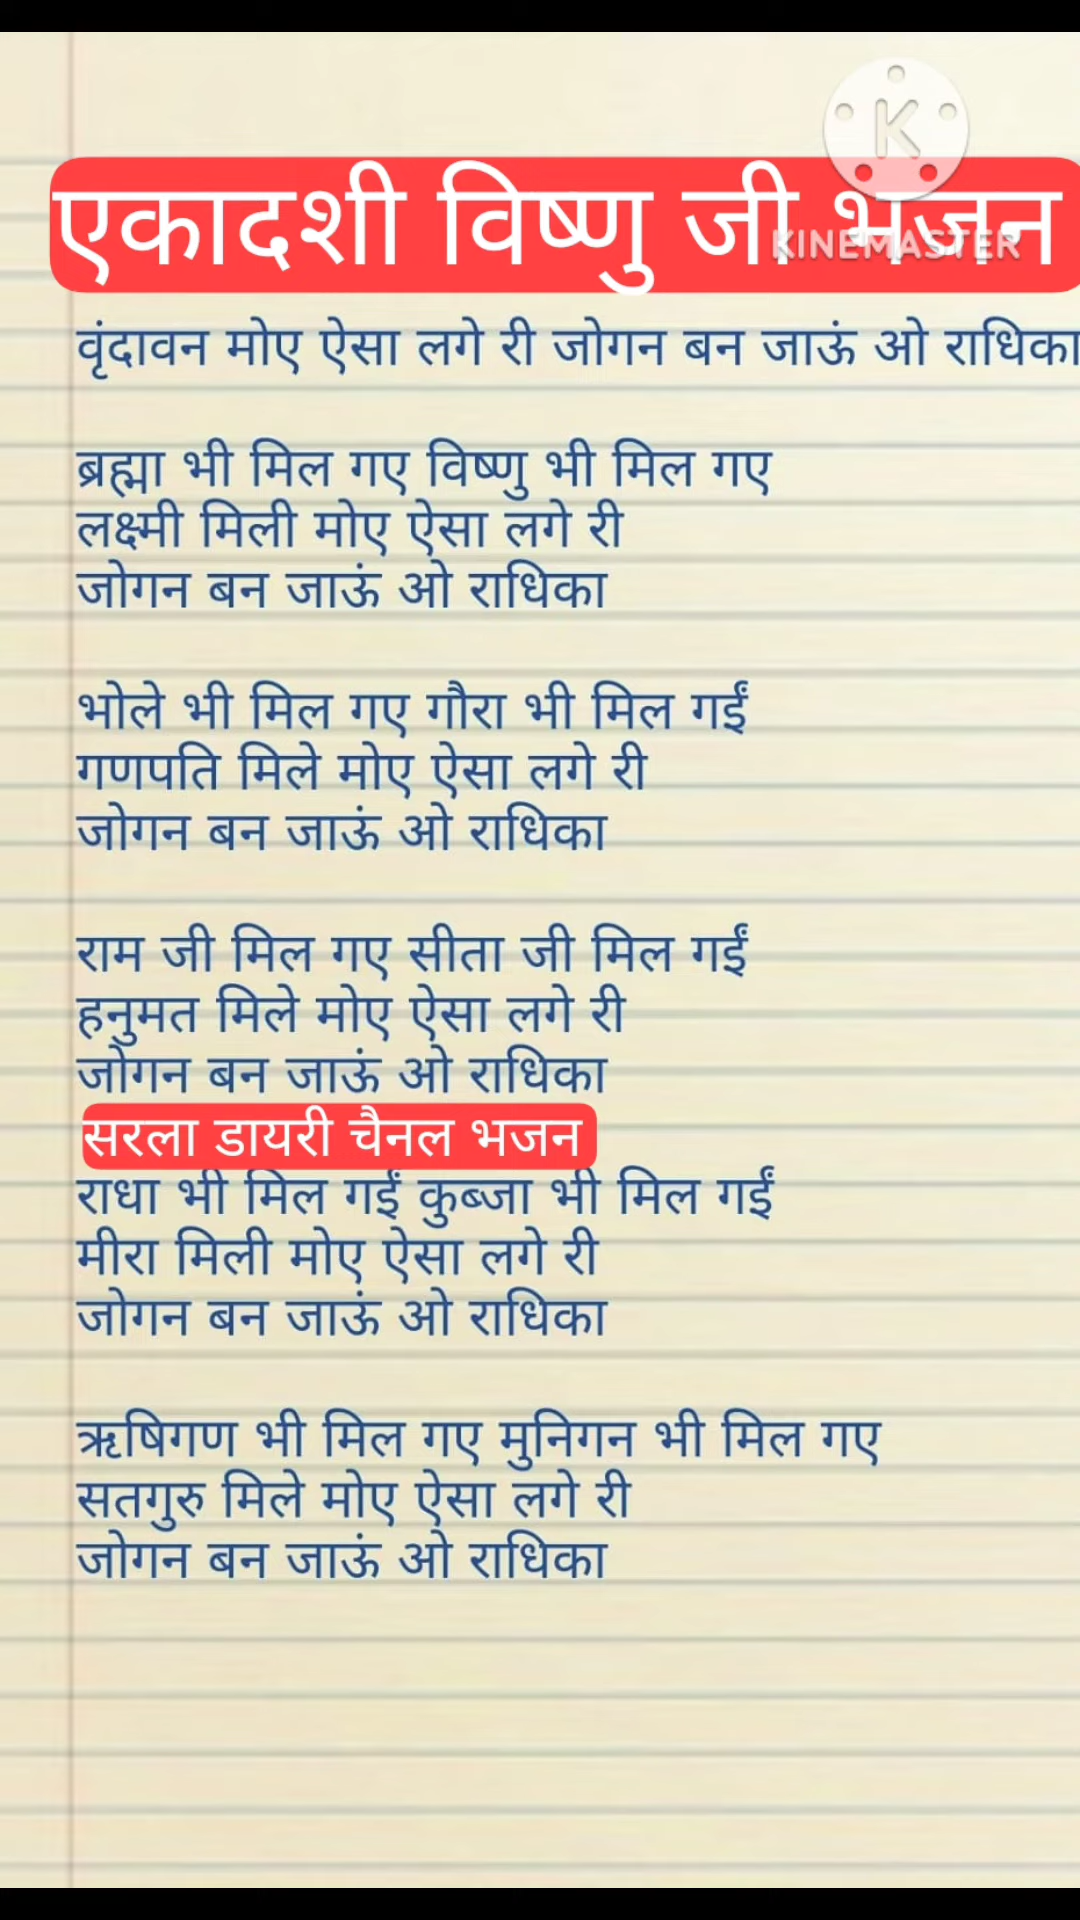 एकादशी विष्णु जी भजन
KINEMASTER
वृंदावन मोए ऐसा लगे री जोगन बन जाऊं ओ राधिका
ब्रह्मा भी मिल गए विष्णु भी मिल गए
लक्ष्मी मिली मोए ऐसा लगे री
जोगन बन जाऊं ओ राधिका
भोले भी मिल गए गौरा भी मिल गईं
गणपति मिले मोए ऐसा लगे री
जोगन बन जाऊं ओ राधिका
राम जी मिल गए सीता जी मिल गईं
हनुमत मिले मोए ऐसा लगे री
जोगन बन जाऊं ओ राधिका
सरला डायरी चैनल भजन
राधा भी मिल गईं कुब्जा भी मिल गईं
मीरा मिली मोए ऐसा लगे री
जोगन बन जाऊं ओ राधिका
ऋषिगण भी मिल गए मुनिगन भी मिल गए
सतगुरु मिले मोए ऐसा लगे री
जोगन बन जाऊं ओ राधिका